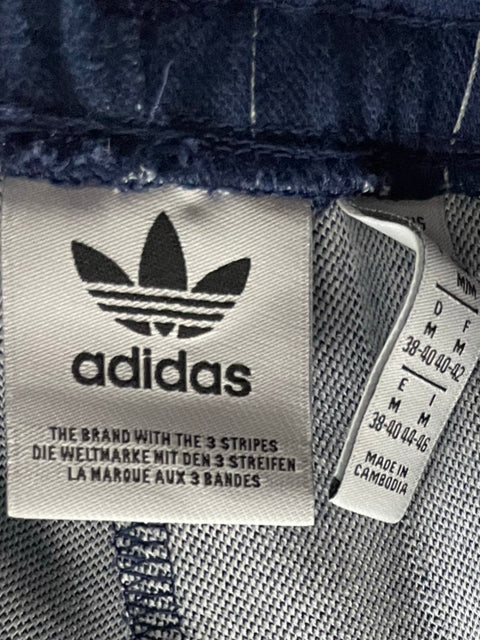 adidas
THE BRAND WITH THE 3 STRIPES
DIE WELTMARKE MIT DEN 3 STREIFEN
LA MARQUE AUX 3 BANDES
M/M
D F
M M
38-40 40-42
E I
M M
38-40 44-46
MADE IN
CAMBODIA